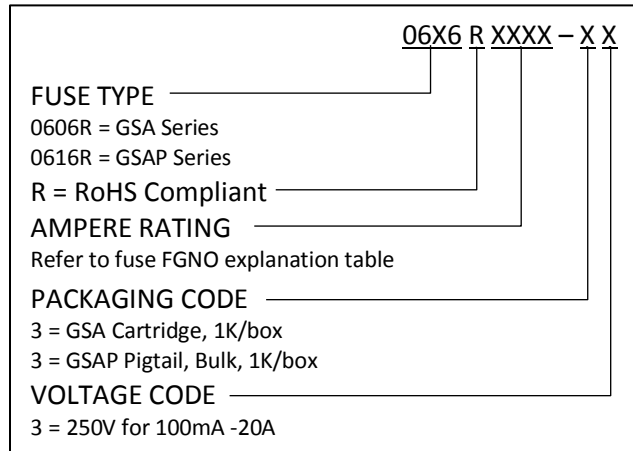 06X6 R XXXX – X X
FUSE TYPE
0606R = GSA Series
0616R = GSAP Series
R = RoHS Compliant
AMPERE RATING
Refer to fuse FGNO explanation table
PACKAGING CODE
3 = GSA Cartridge, 1K/box
3 = GSAP Pigtail, Bulk, 1K/box
VOLTAGE CODE
3 = 250V for 100mA -20A